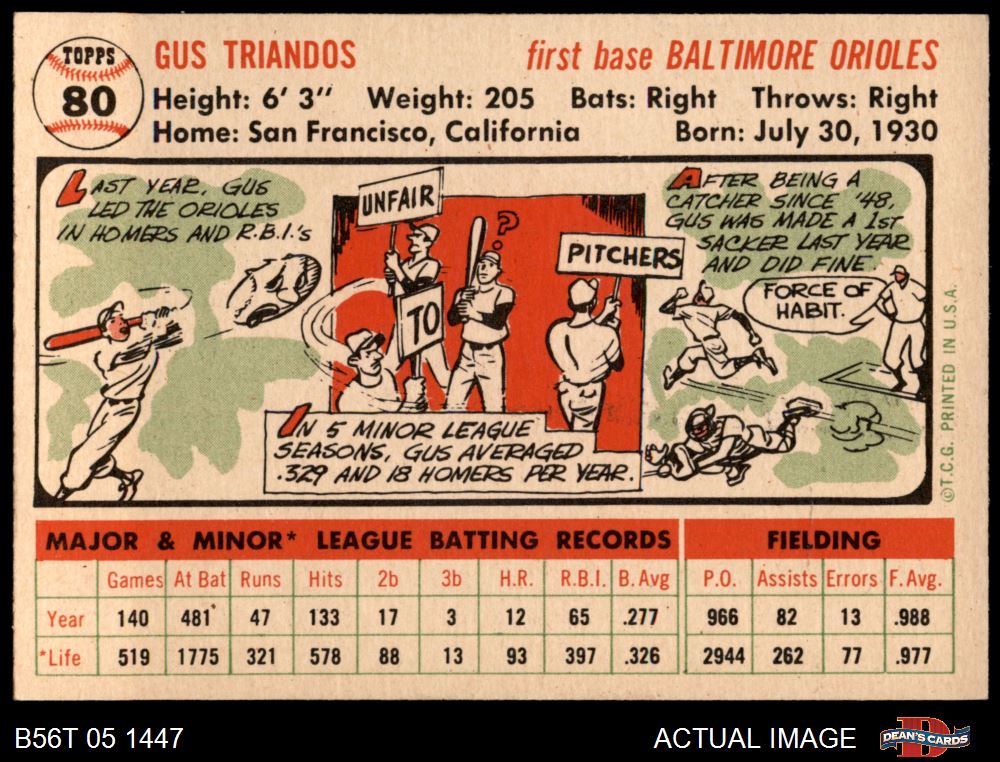 TOPPS
80
GUS TRIANDOS
first base BALTIMORE ORIOLES
Height: 6' 3" Weight: 205 Bats: Right Throws: Right
Home: San Francisco, California Born: July 30, 1930
LAST YEAR, GUS
LED THE ORIOLES
IN HOMERS AND R.B.I.'s
UNFAIR
TO
PITCHERS
?
IN 5 MINOR LEAGUE
SEASONS, GUS AVERAGED
.329 AND 18 HOMERS PER YEAR.
AFTER BEING A
CATCHER SINCE '48,
GUS WAS MADE A 1ST
SACKER LAST YEAR
AND DID FINE.
FORCE OF
HABIT.
©T.C.G. PRINTED IN U.S.A.
MAJOR & MINOR* LEAGUE BATTING RECORDS FIELDING
Games At Bat Runs Hits 2b 3b H.R. R.B.I. B. Avg P.O. Assists Errors F. Avg.
Year 140 481 47 133 17 3 12 65 .277 966 82 13 .988
*Life 519 1775 321 578 88 13 93 397 .326 2944 262 77 .977
B56T 05 1447
ACTUAL IMAGE
DEAN'S CARDS